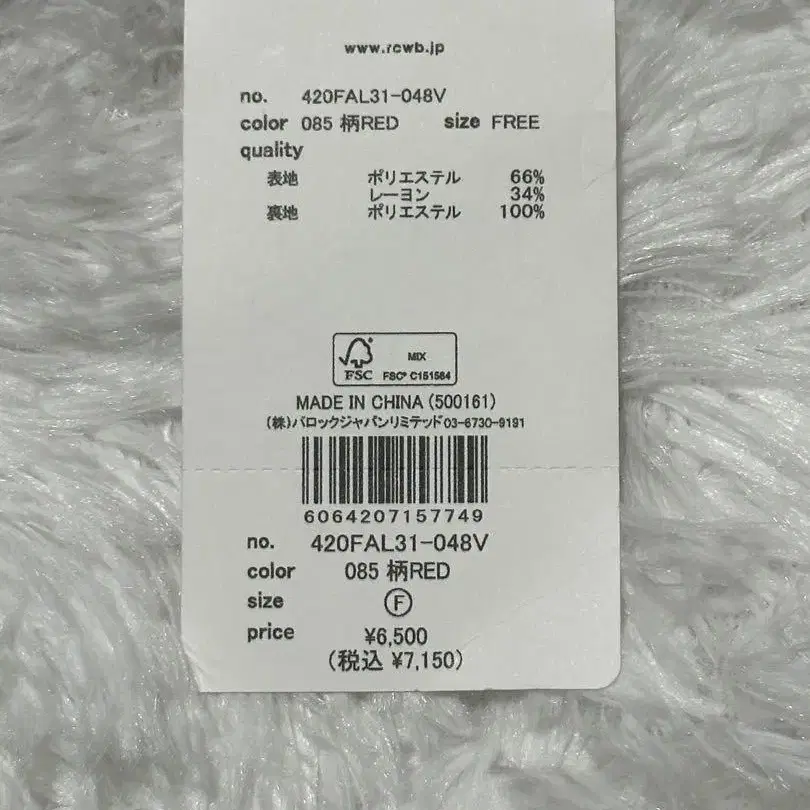 www.rcwb.jp
no. 420FAL31-048V
color 085 柄RED size FREE
quality
表地 ポリエステル 66%
レーヨン 34%
裏地 ポリエステル 100%
MIX
FSC FSC® C151584
MADE IN CHINA (500161)
(株)バロックジャパンリミテッド03-6730-9191
6064207157749
no. 420FAL31-048V
color 085 柄RED
size F
price ¥6,500
(税込 ¥7,150)